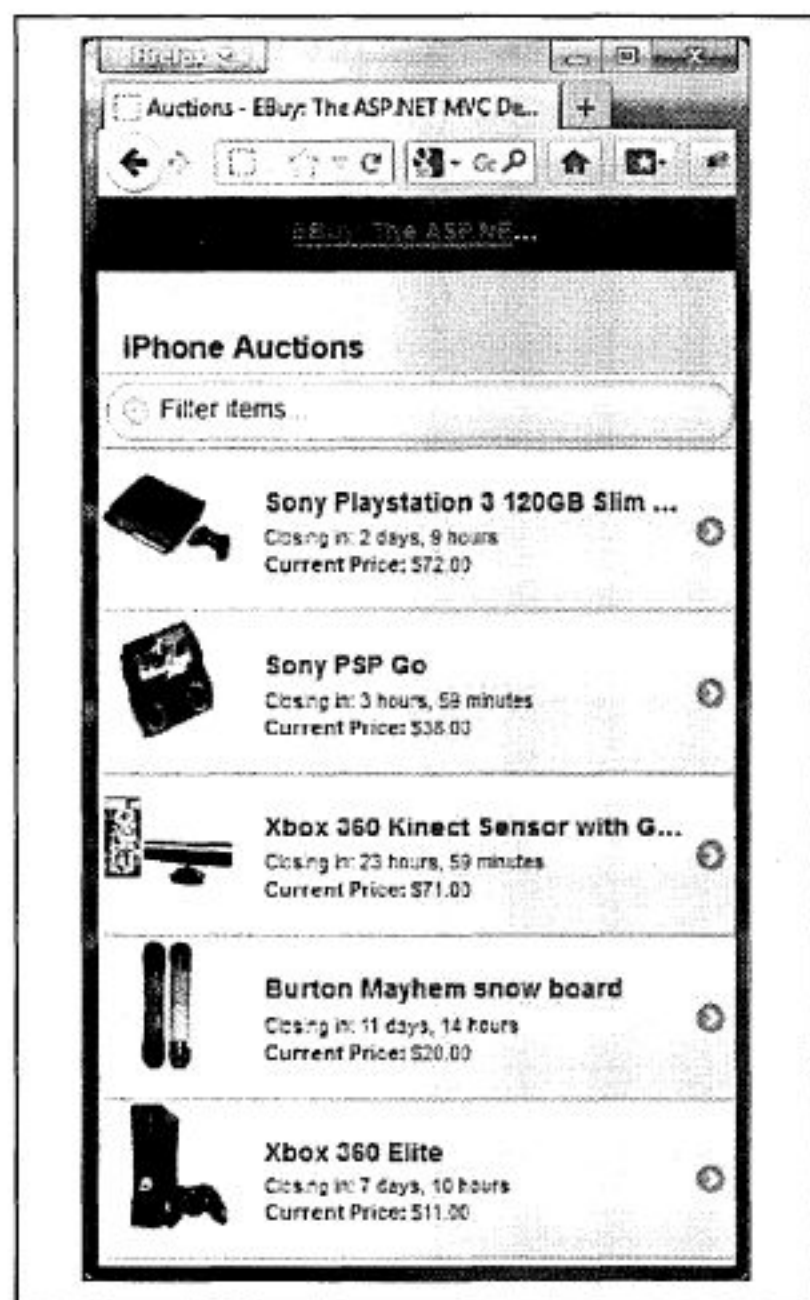 Auctions - EBuy: The ASP.NET MVC De...
EBuy: The ASP.NE...
iPhone Auctions
Filter items...
Sony Playstation 3 120GB Slim ...
Closing in: 2 days, 9 hours
Current Price: $72.00
Sony PSP Go
Closing in: 3 hours, 59 minutes
Current Price: $38.00
Xbox 360 Kinect Sensor with G...
Closing in: 23 hours, 59 minutes
Current Price: $71.00
Burton Mayhem snow board
Closing in: 11 days, 14 hours
Current Price: $20.00
Xbox 360 Elite
Closing in: 7 days, 10 hours
Current Price: $11.00